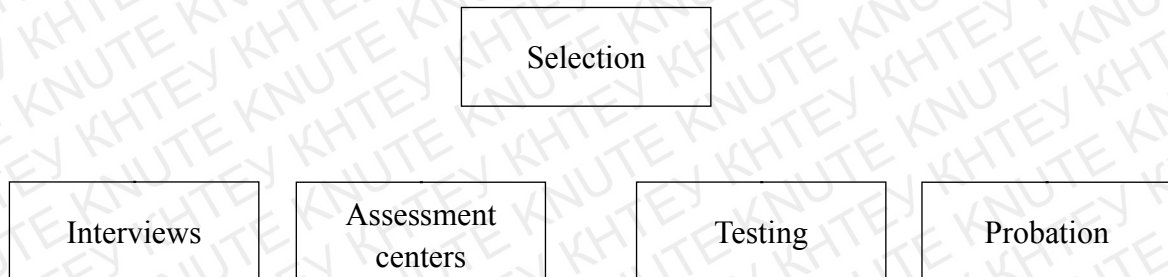 Selection
Interviews
Assessment
centers
Testing
Probation